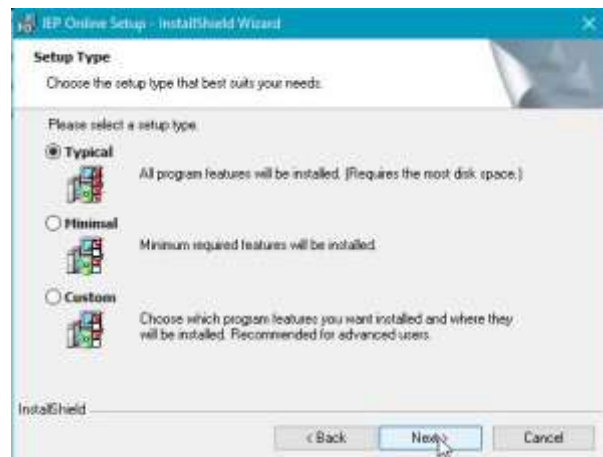 IEP Online Setup - InstallShield Wizard
Setup Type
Choose the setup type that best suits your needs.
Please select a setup type.
Typical
All program features will be installed. (Requires the most disk space.)
Minimal
Minimum required features will be installed.
Custom
Choose which program features you want installed and where they
will be installed. Recommended for advanced users.
InstallShield
< Back Next > Cancel